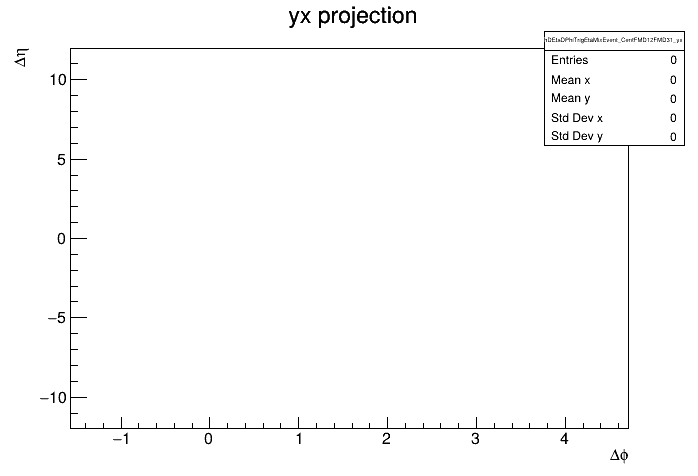 yx projection
hDEtaDPhiTrigEtaMixEvent_CentFMD12FMD31_yx
Entries 0
Mean x 0
Mean y 0
Std Dev x 0
Std Dev y 0
Δη
10
5
0
−5
−10
−1 0 1 2 3 4
Δϕ